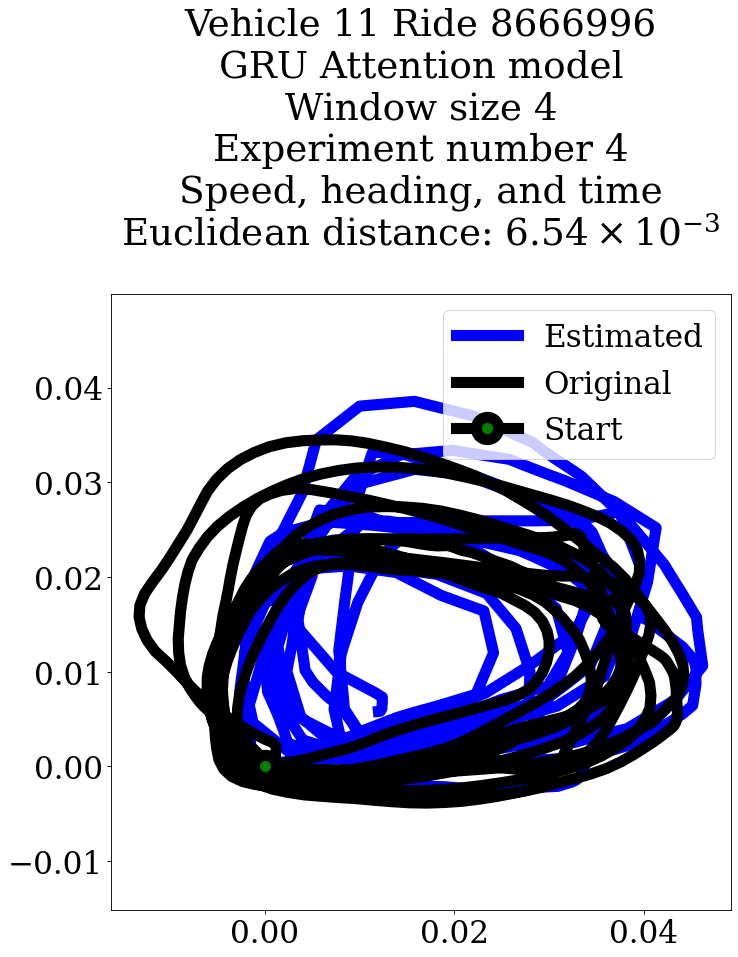 Vehicle 11 Ride 8666996
GRU Attention model
Window size 4
Experiment number 4
Speed, heading, and time
Euclidean distance: 6.54 × 10⁻³
Estimated
Original
Start
0.04
0.03
0.02
0.01
0.00
−0.01
0.00 0.02 0.04